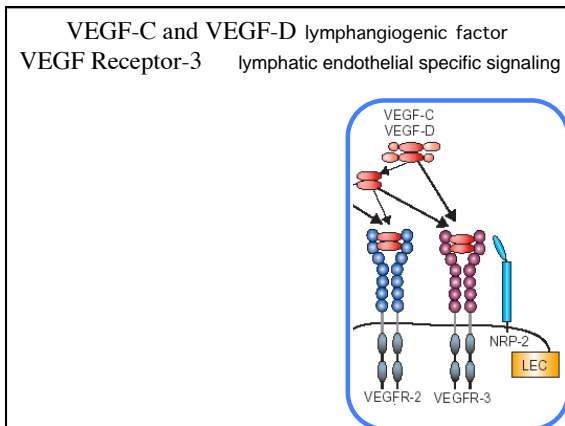 VEGF-C and VEGF-D lymphangiogenic factor
VEGF Receptor-3 lymphatic endothelial specific signaling
VEGF-C
VEGF-D
NRP-2
LEC
VEGFR-2 VEGFR-3